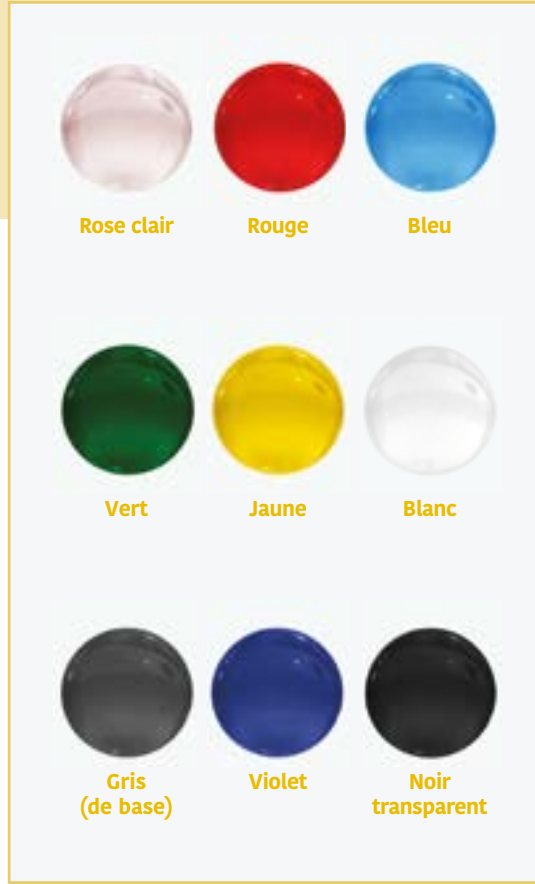 Rose clair
Rouge
Bleu
Vert
Jaune
Blanc
Gris
(de base)
Violet
Noir
transparent